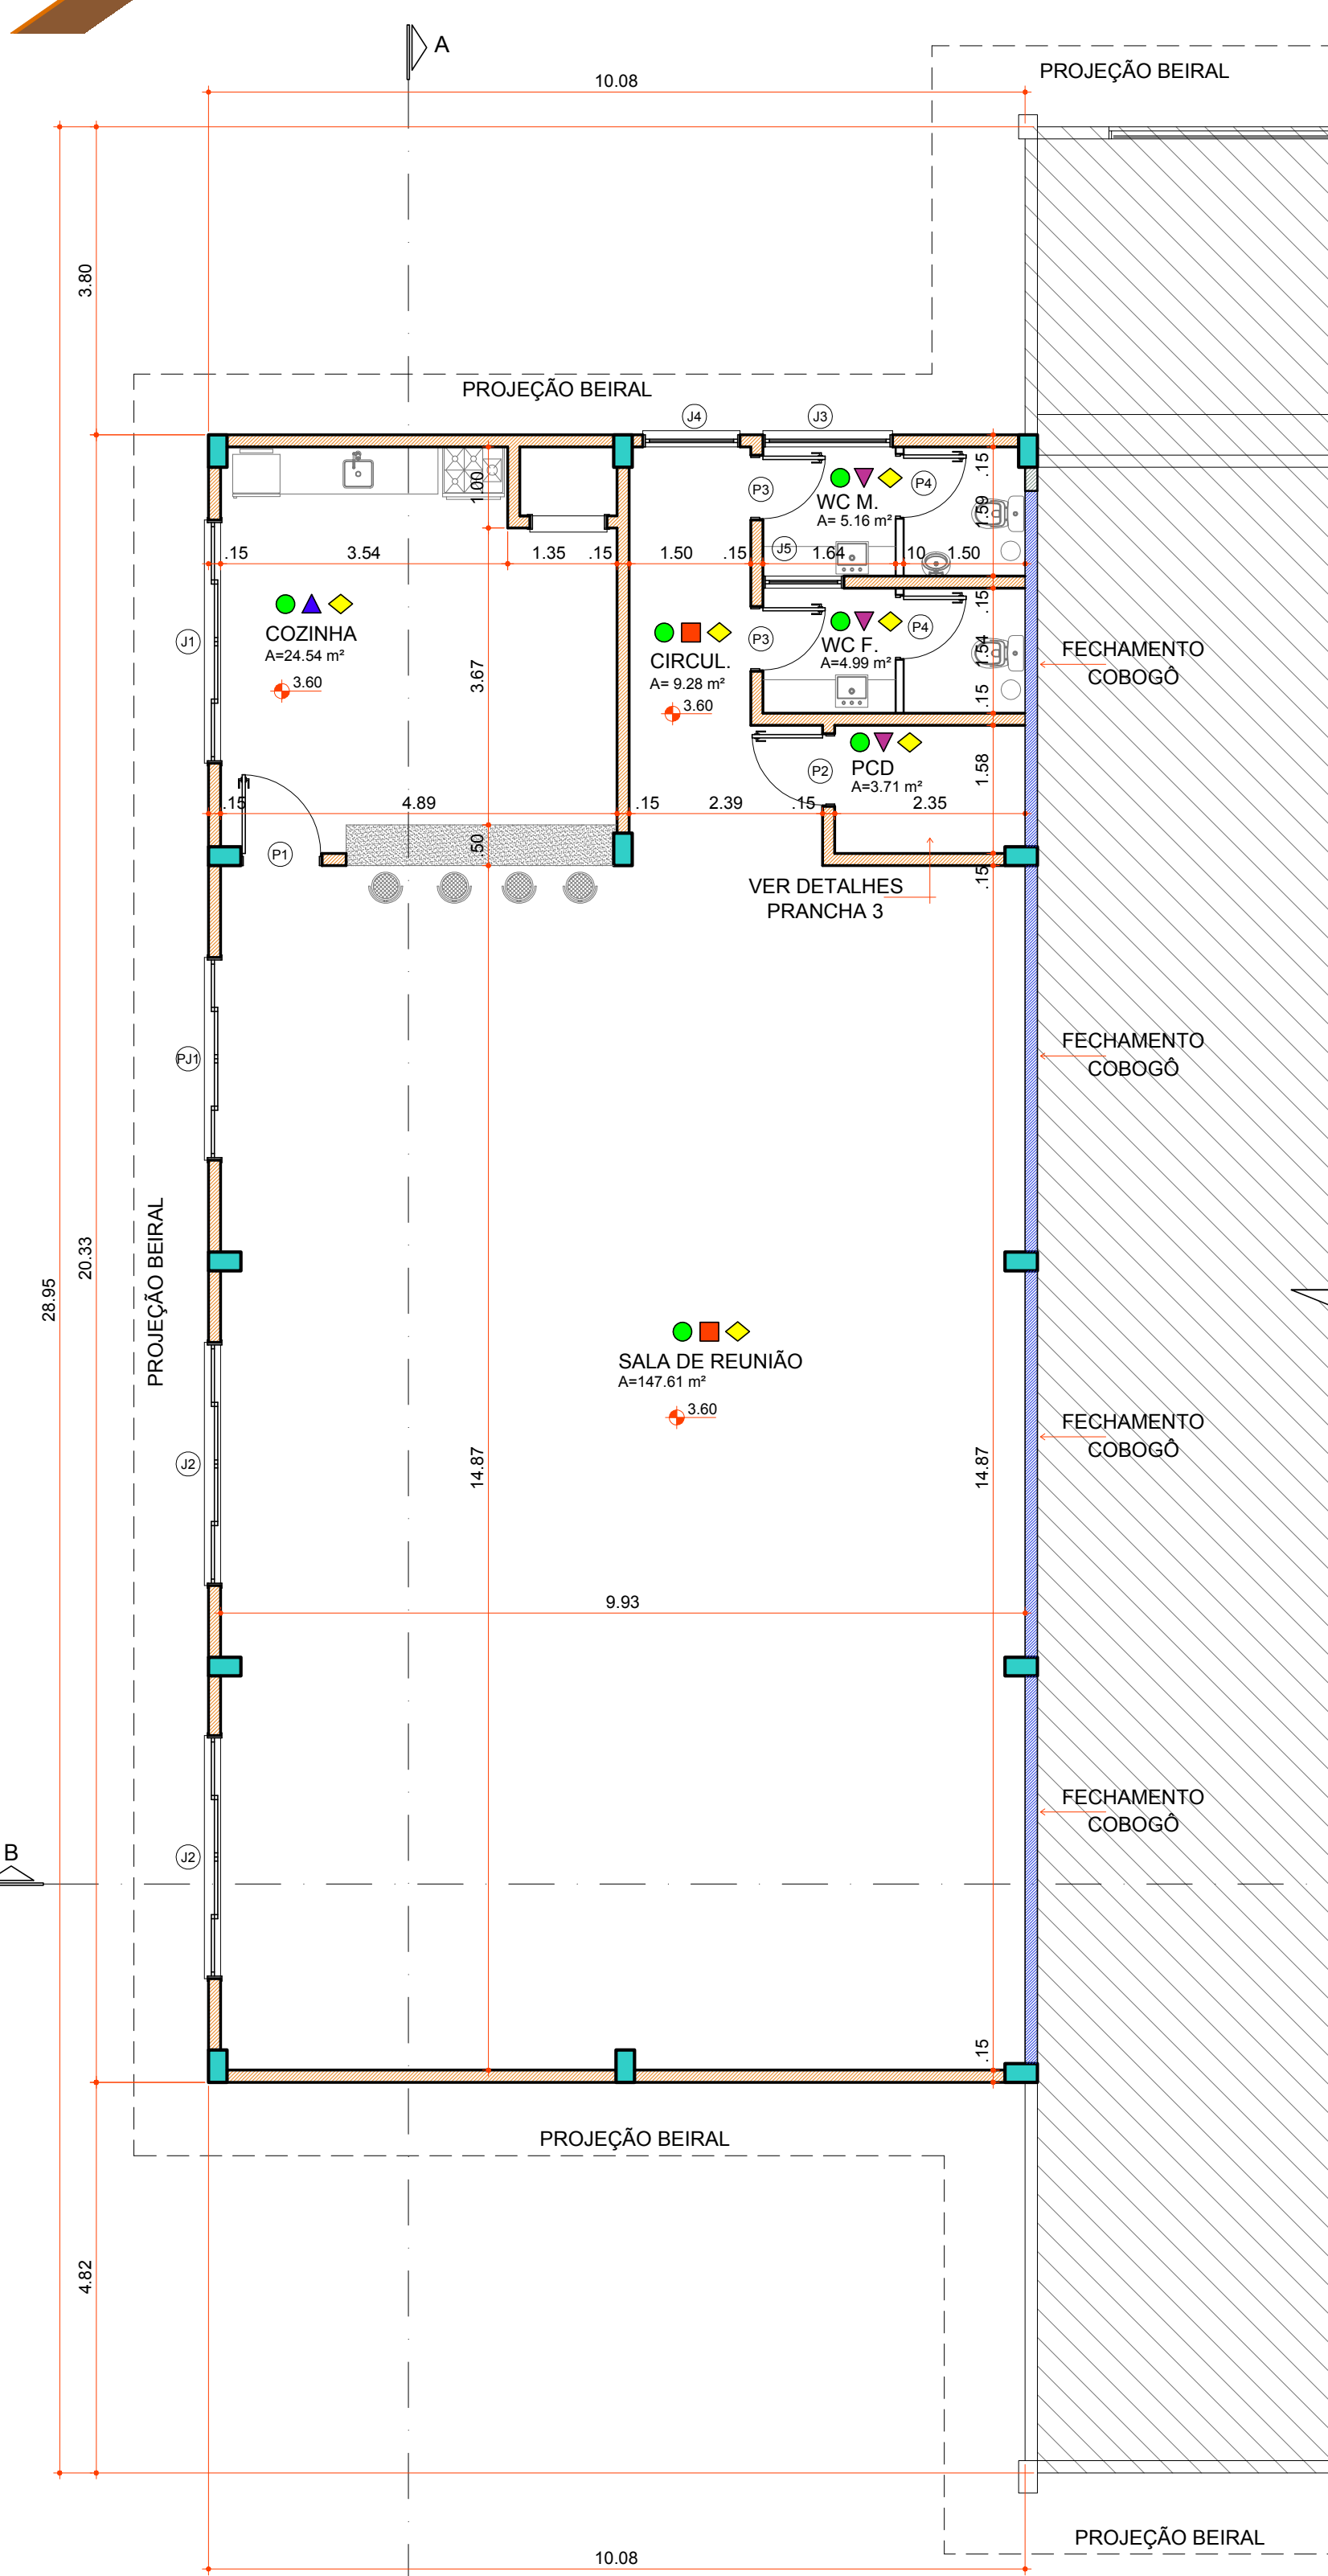 A
PROJEÇÃO BEIRAL
10.08
3.80
PROJEÇÃO BEIRAL
J4
J3
.15
1.00
P3
WC M.
A= 5.16 m²
P4
1.59
.15
3.54
1.35
.15
1.50
.15
J5
1.64
.10
1.50
.15
COZINHA
A=24.54 m²
3.60
J1
3.67
CIRCUL.
A= 9.28 m²
3.60
P3
WC F.
A=4.99 m²
P4
1.54
FECHAMENTO
COBOGÔ
.15
PCD
A=3.71 m²
P2
1.58
.15
4.89
.15
2.39
.15
2.35
P1
.50
.15
VER DETALHES
PRANCHA 3
PJ1
FECHAMENTO
COBOGÔ
PROJEÇÃO BEIRAL
20.33
28.95
SALA DE REUNIÃO
A=147.61 m²
3.60
FECHAMENTO
COBOGÔ
J2
14.87
14.87
9.93
FECHAMENTO
COBOGÔ
B
J2
.15
PROJEÇÃO BEIRAL
4.82
PROJEÇÃO BEIRAL
10.08